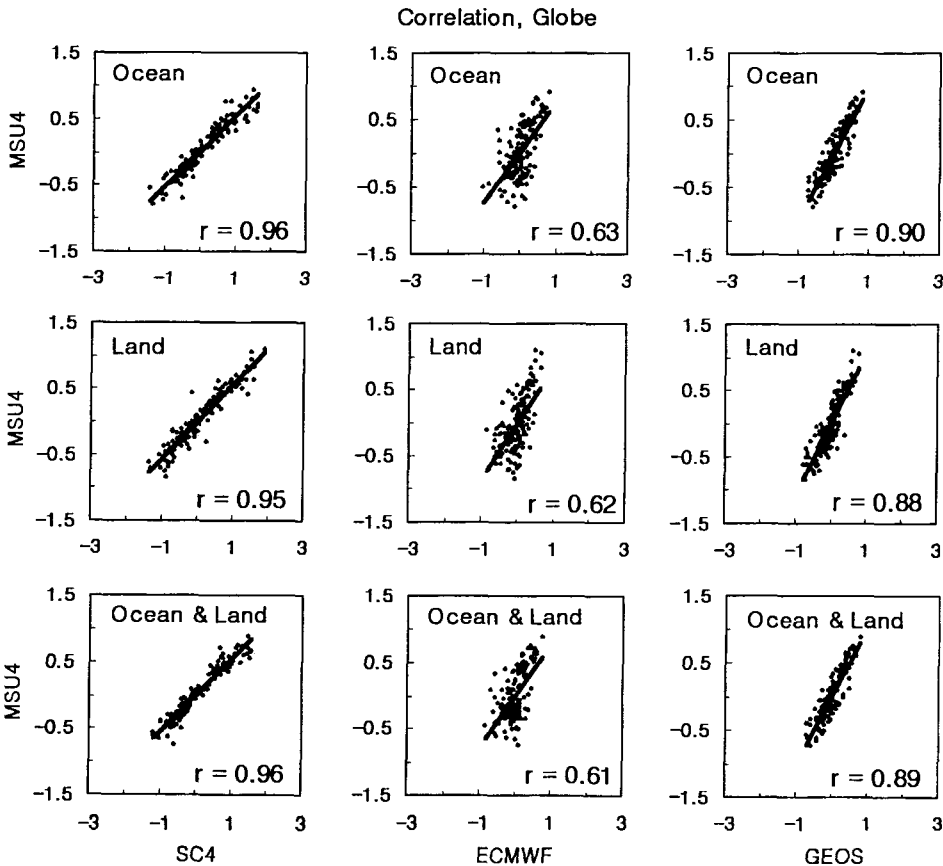 Correlation, Globe
1.5 1.5 1.5
Ocean Ocean Ocean
MSU4 0.5 0.5 0.5
−0.5 −0.5 −0.5
r = 0.96 r = 0.63 r = 0.90
−1.5 −1.5 −1.5
−3 −1 1 3 −3 −1 1 3 −3 −1 1 3
1.5 1.5 1.5
Land Land Land
MSU4 0.5 0.5 0.5
−0.5 −0.5 −0.5
r = 0.95 r = 0.62 r = 0.88
−1.5 −1.5 −1.5
−3 −1 1 3 −3 −1 1 3 −3 −1 1 3
1.5 1.5 1.5
Ocean & Land Ocean & Land Ocean & Land
MSU4 0.5 0.5 0.5
−0.5 −0.5 −0.5
r = 0.96 r = 0.61 r = 0.89
−1.5 −1.5 −1.5
−3 −1 1 3 −3 −1 1 3 −3 −1 1 3
SC4 ECMWF GEOS